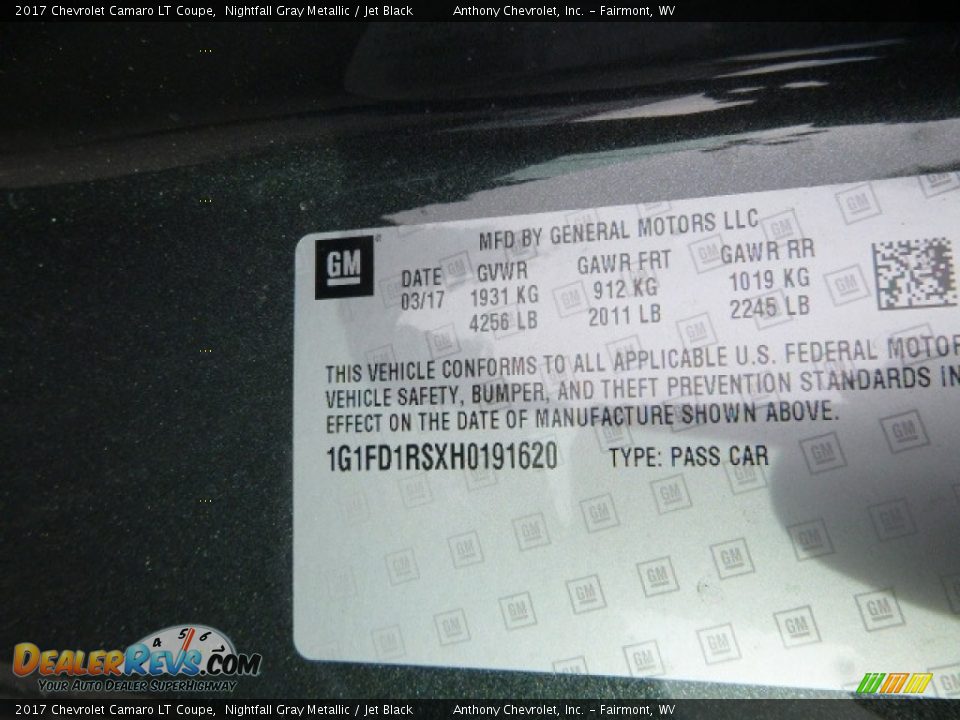 2017 Chevrolet Camaro LT Coupe, Nightfall Gray Metallic / Jet Black Anthony Chevrolet, Inc. - Fairmont, WV
GM
MFD BY GENERAL MOTORS LLC
DATE GVWR GAWR FRT GAWR RR
03/17 1931 KG 912 KG 1019 KG
4256 LB 2011 LB 2245 LB
THIS VEHICLE CONFORMS TO ALL APPLICABLE U.S. FEDERAL MOTOR
VEHICLE SAFETY, BUMPER, AND THEFT PREVENTION STANDARDS IN
EFFECT ON THE DATE OF MANUFACTURE SHOWN ABOVE.
1G1FD1RSXH0191620 TYPE: PASS CAR
4 5 6
DEALERREVS.COM
YOUR AUTO DEALER SUPERHIGHWAY
2017 Chevrolet Camaro LT Coupe, Nightfall Gray Metallic / Jet Black Anthony Chevrolet, Inc. - Fairmont, WV